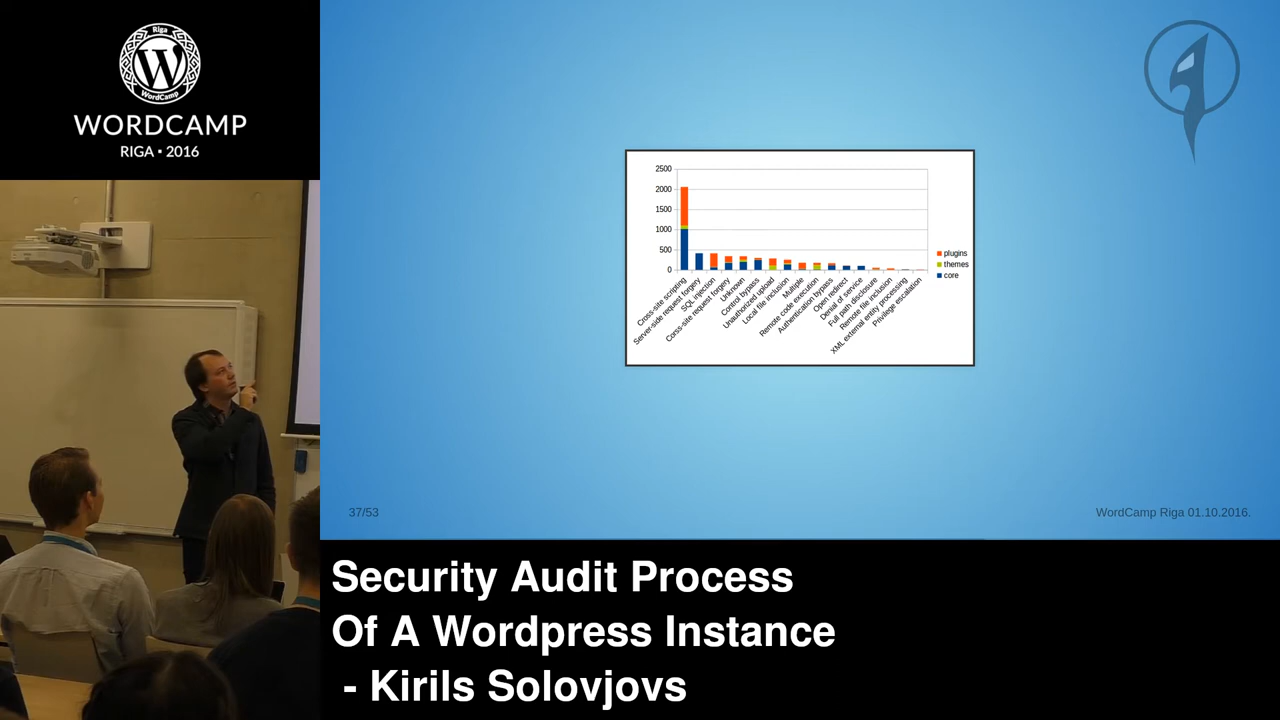 Riga
WordCamp
WORDCAMP
RIGA • 2016
2500
2000
1500
1000
500
0
Cross-site scripting
Server-side request forgery
SQL injection
Corss-site request forgery
Unknown
Control bypass
Unauthorized upload
Local file inclusion
Multiple
Remote code execution
Authentication bypass
Open redirect
Denial of service
Full path disclosure
Remote file inclusion
XML external entity processing
Privilege escalation
plugins
themes
core
37/53
WordCamp Riga 01.10.2016.
Security Audit Process
Of A Wordpress Instance
- Kirils Solovjovs